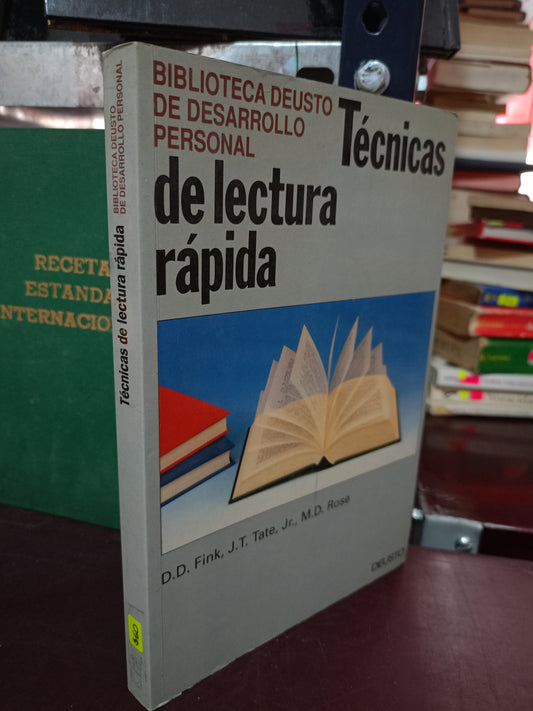 BIBLIOTECA DEUSTO
DE DESARROLLO
PERSONAL
Técnicas
de lectura
rápida
D.D. Fink, J.T. Tate, Jr., M.D. Rose
DEUSTO
Técnicas de lectura rápida
BIBLIOTECA DEUSTO
DE DESARROLLO PERSONAL
RECETA
ESTANDA
INTERNACIO